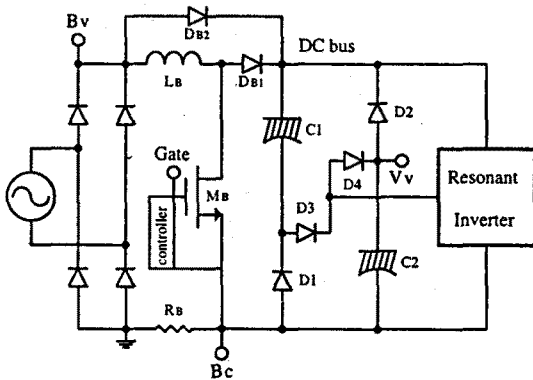 Bv
DB2
DC bus
LB
DB1
C1
D2
Gate
MB
D4
Vv
Resonant
Inverter
controller
D3
D1
C2
RB
Bc